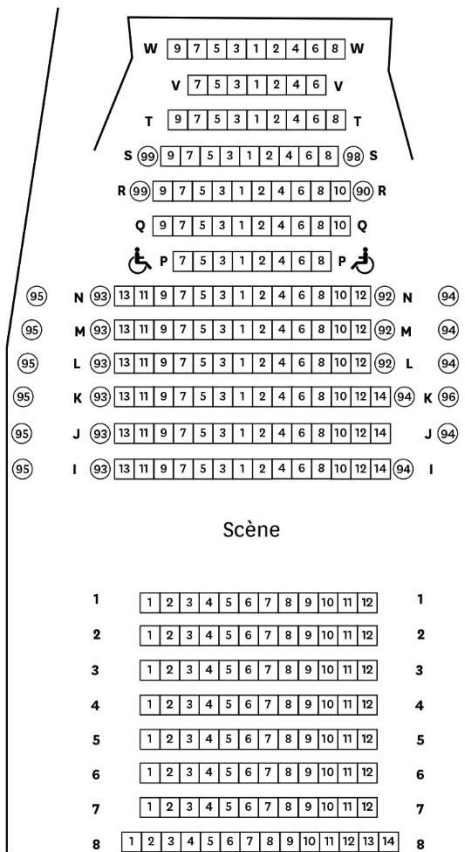 W 9 7 5 3 1 2 4 6 8 W
V 7 5 3 1 2 4 6 V
T 9 7 5 3 1 2 4 6 8 T
S 99 9 7 5 3 1 2 4 6 8 98 S
R 99 9 7 5 3 1 2 4 6 8 10 90 R
Q 9 7 5 3 1 2 4 6 8 10 Q
P 7 5 3 1 2 4 6 8 P
95 N 93 13 11 9 7 5 3 1 2 4 6 8 10 12 92 N 94
95 M 93 13 11 9 7 5 3 1 2 4 6 8 10 12 92 M 94
95 L 93 13 11 9 7 5 3 1 2 4 6 8 10 12 92 L 94
95 K 93 13 11 9 7 5 3 1 2 4 6 8 10 12 14 94 K 96
95 J 93 13 11 9 7 5 3 1 2 4 6 8 10 12 14 J 94
95 I 93 13 11 9 7 5 3 1 2 4 6 8 10 12 14 94 I
Scène
1 1 2 3 4 5 6 7 8 9 10 11 12 1
2 1 2 3 4 5 6 7 8 9 10 11 12 2
3 1 2 3 4 5 6 7 8 9 10 11 12 3
4 1 2 3 4 5 6 7 8 9 10 11 12 4
5 1 2 3 4 5 6 7 8 9 10 11 12 5
6 1 2 3 4 5 6 7 8 9 10 11 12 6
7 1 2 3 4 5 6 7 8 9 10 11 12 7
8 1 2 3 4 5 6 7 8 9 10 11 12 13 14 8